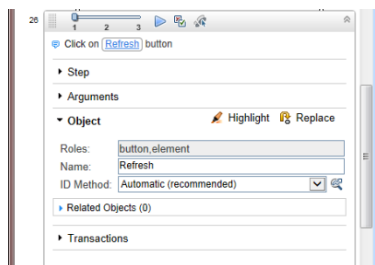 26
1 2 3
Click on Refresh button
Step
Arguments
Object Highlight Replace
Roles: button,element
Name: Refresh
ID Method: Automatic (recommended)
Related Objects (0)
Transactions